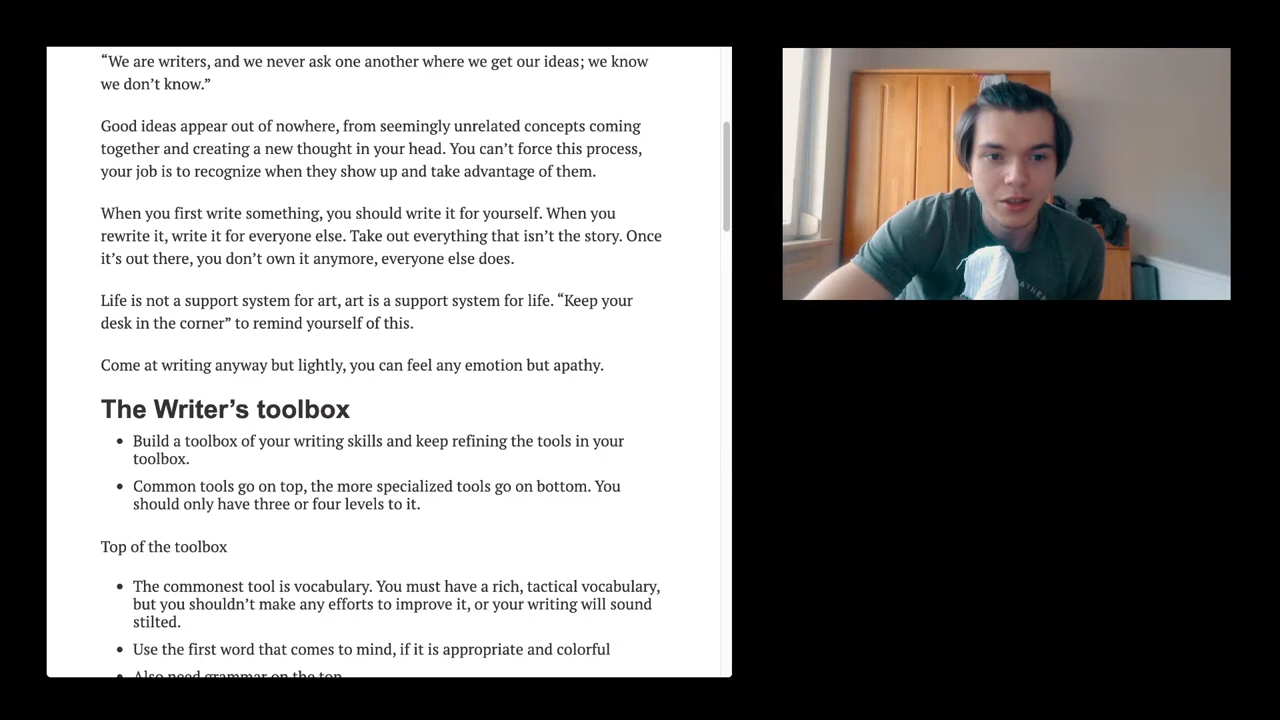 “We are writers, and we never ask one another where we get our ideas; we know
we don’t know.”
Good ideas appear out of nowhere, from seemingly unrelated concepts coming
together and creating a new thought in your head. You can’t force this process,
your job is to recognize when they show up and take advantage of them.
When you first write something, you should write it for yourself. When you
rewrite it, write it for everyone else. Take out everything that isn’t the story. Once
it’s out there, you don’t own it anymore, everyone else does.
Life is not a support system for art, art is a support system for life. “Keep your
desk in the corner” to remind yourself of this.
Come at writing anyway but lightly, you can feel any emotion but apathy.
The Writer’s toolbox
• Build a toolbox of your writing skills and keep refining the tools in your
toolbox.
• Common tools go on top, the more specialized tools go on bottom. You
should only have three or four levels to it.
Top of the toolbox
• The commonest tool is vocabulary. You must have a rich, tactical vocabulary,
but you shouldn’t make any efforts to improve it, or your writing will sound
stilted.
• Use the first word that comes to mind, if it is appropriate and colorful
• Also need grammar on the top